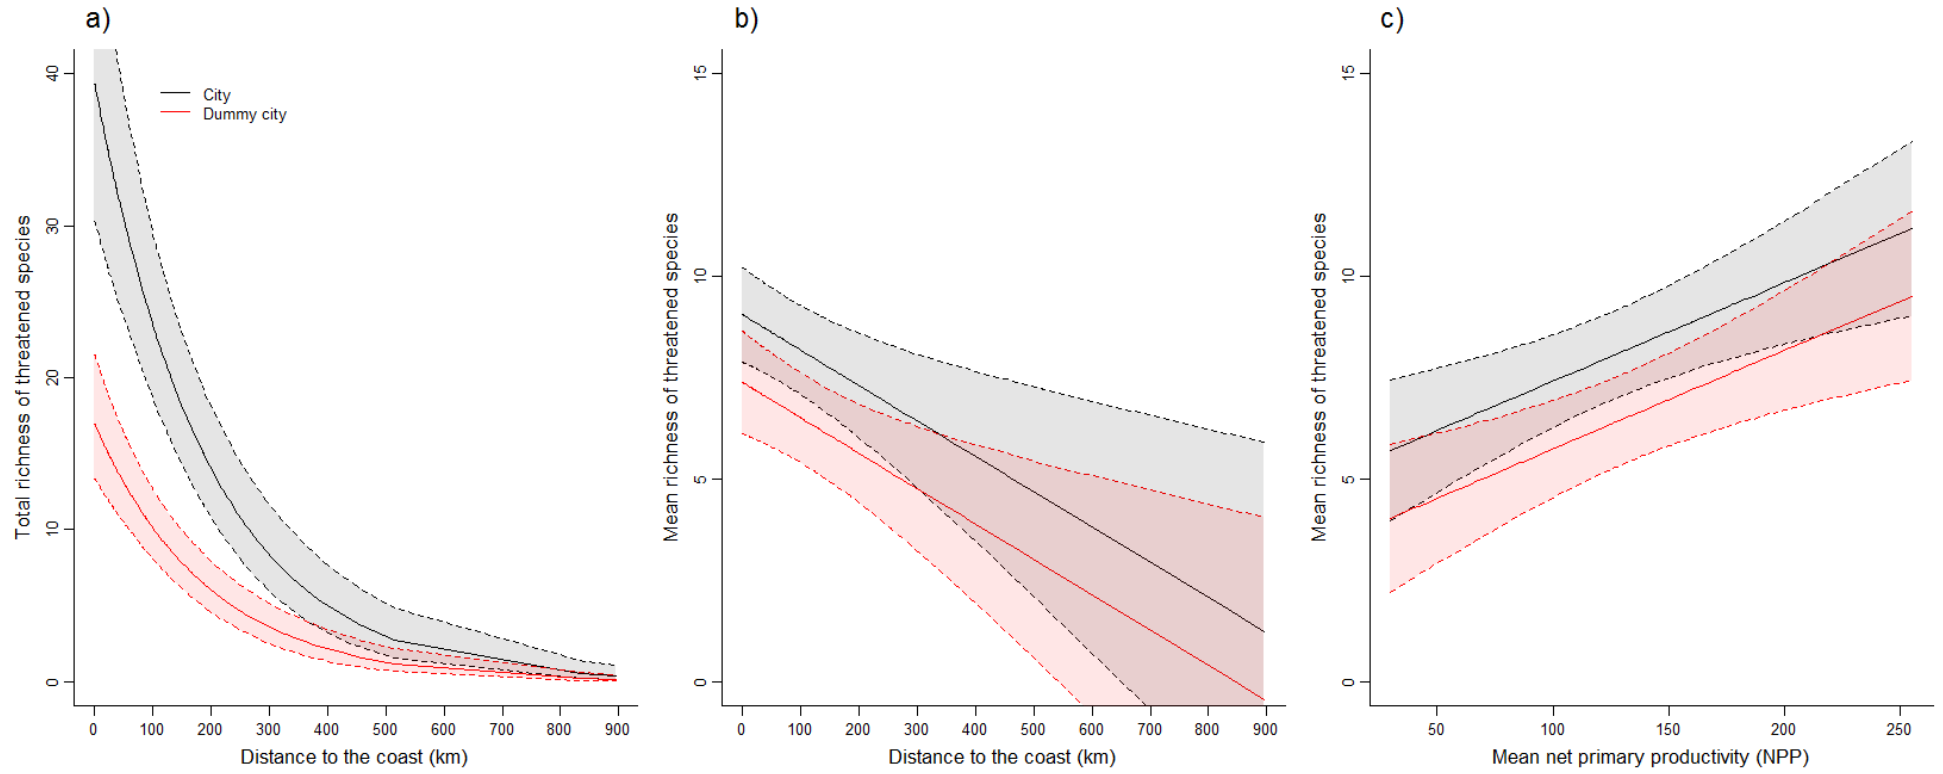 a)
Total richness of threatened species
40
30
20
10
0
City
Dummy city
0 100 200 300 400 500 600 700 800 900
Distance to the coast (km)
b)
Mean richness of threatened species
15
10
5
0
0 100 200 300 400 500 600 700 800 900
Distance to the coast (km)
c)
Mean richness of threatened species
15
10
5
0
50 100 150 200 250
Mean net primary productivity (NPP)